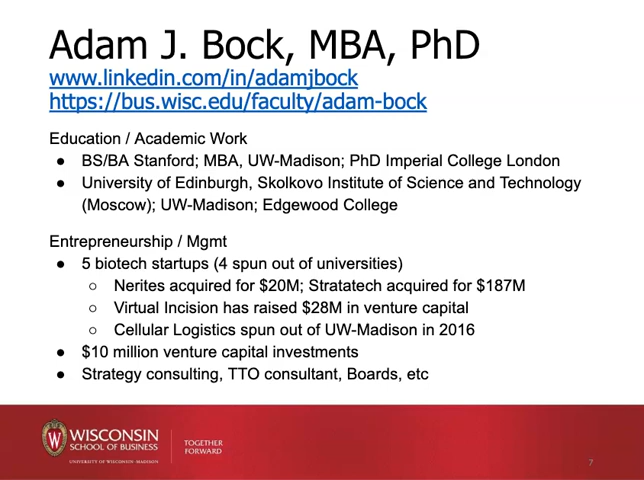 Adam J. Bock, MBA, PhD
www.linkedin.com/in/adamjbock
https://bus.wisc.edu/faculty/adam-bock
Education / Academic Work
● BS/BA Stanford; MBA, UW-Madison; PhD Imperial College London
● University of Edinburgh, Skolkovo Institute of Science and Technology
(Moscow); UW-Madison; Edgewood College
Entrepreneurship / Mgmt
● 5 biotech startups (4 spun out of universities)
○ Nerites acquired for $20M; Stratatech acquired for $187M
○ Virtual Incision has raised $28M in venture capital
○ Cellular Logistics spun out of UW-Madison in 2016
● $10 million venture capital investments
● Strategy consulting, TTO consultant, Boards, etc
W
WISCONSIN
SCHOOL OF BUSINESS
UNIVERSITY OF WISCONSIN-MADISON
TOGETHER
FORWARD
7